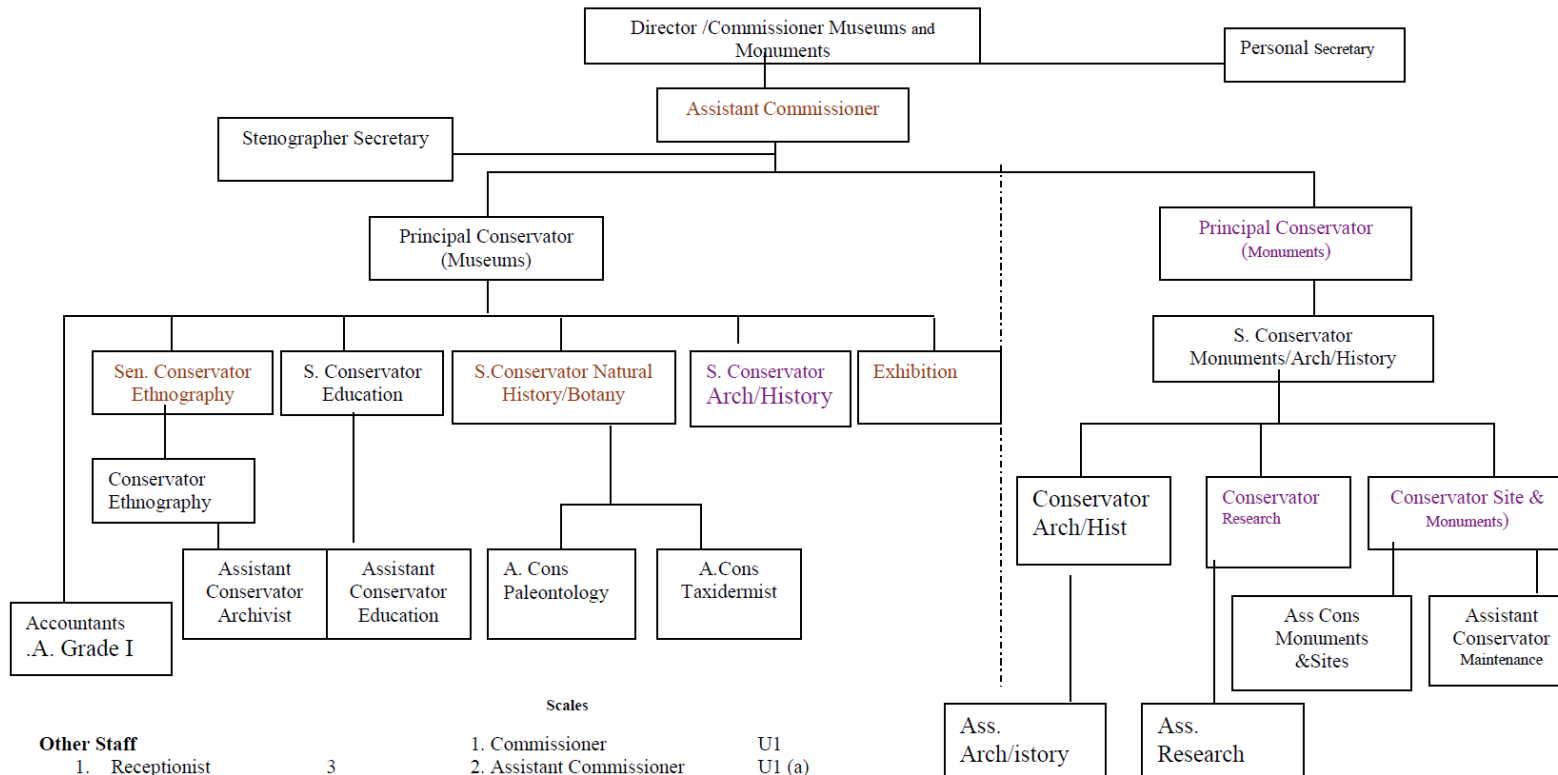 Director /Commissioner Museums and
Monuments
Personal Secretary
Assistant Commissioner
Stenographer Secretary
Principal Conservator
(Museums)
Principal Conservator
(Monuments)
Sen. Conservator
Ethnography
S. Conservator
Education
S.Conservator Natural
History/Botany
S. Conservator
Arch/History
Exhibition
S. Conservator
Monuments/Arch/History
Conservator
Ethnography
Conservator
Arch/Hist
Conservator
Research
Conservator Site &
Monuments)
Assistant
Conservator
Archivist
Assistant
Conservator
Education
A. Cons
Paleontology
A.Cons
Taxidermist
Accountants
.A. Grade I
Ass Cons
Monuments
&Sites
Assistant
Conservator
Maintenance
Ass.
Arch/istory
Ass.
Research
Scales
Other Staff
1. Receptionist 3
1. Commissioner U1
2. Assistant Commissioner U1 (a)